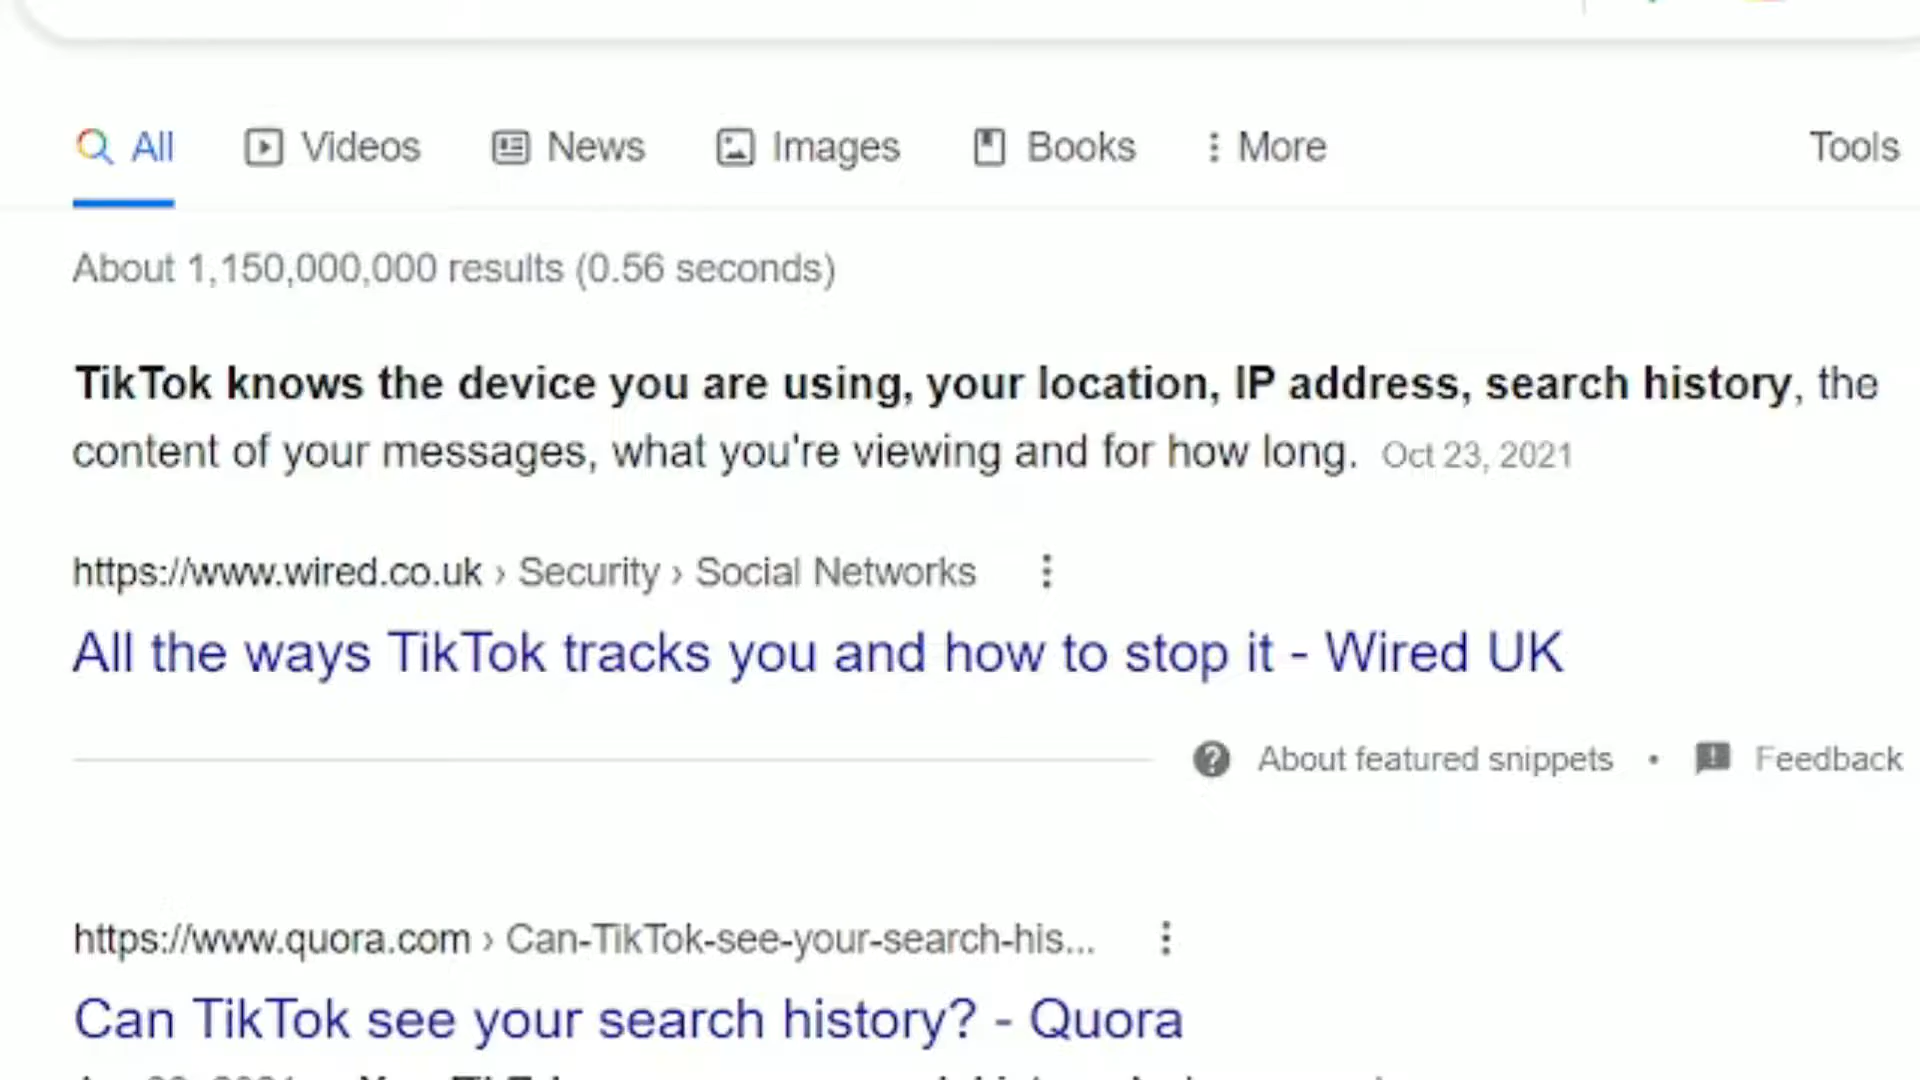 All Videos News Images Books More Tools
About 1,150,000,000 results (0.56 seconds)
TikTok knows the device you are using, your location, IP address, search history, the
content of your messages, what you're viewing and for how long. Oct 23, 2021
https://www.wired.co.uk › Security › Social Networks
All the ways TikTok tracks you and how to stop it - Wired UK
About featured snippets • Feedback
https://www.quora.com › Can-TikTok-see-your-search-his...
Can TikTok see your search history? - Quora